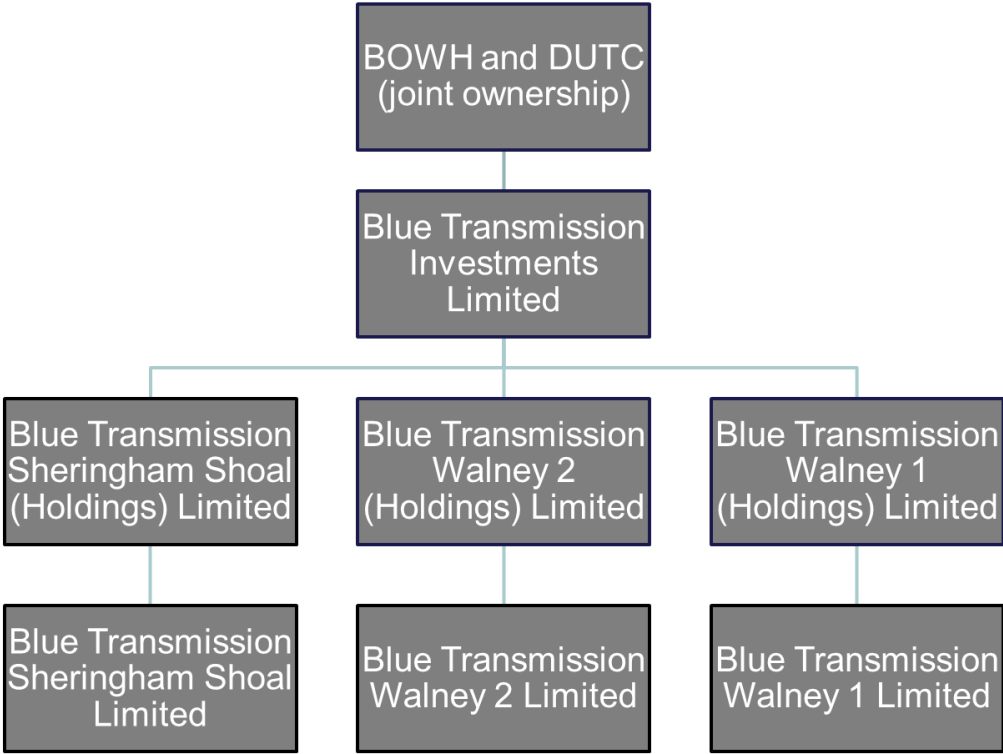 BOWH and DUTC
(joint ownership)
Blue Transmission
Investments
Limited
Blue Transmission
Sheringham Shoal
(Holdings) Limited
Blue Transmission
Walney 2
(Holdings) Limited
Blue Transmission
Walney 1
(Holdings) Limited
Blue Transmission
Sheringham Shoal
Limited
Blue Transmission
Walney 2 Limited
Blue Transmission
Walney 1 Limited